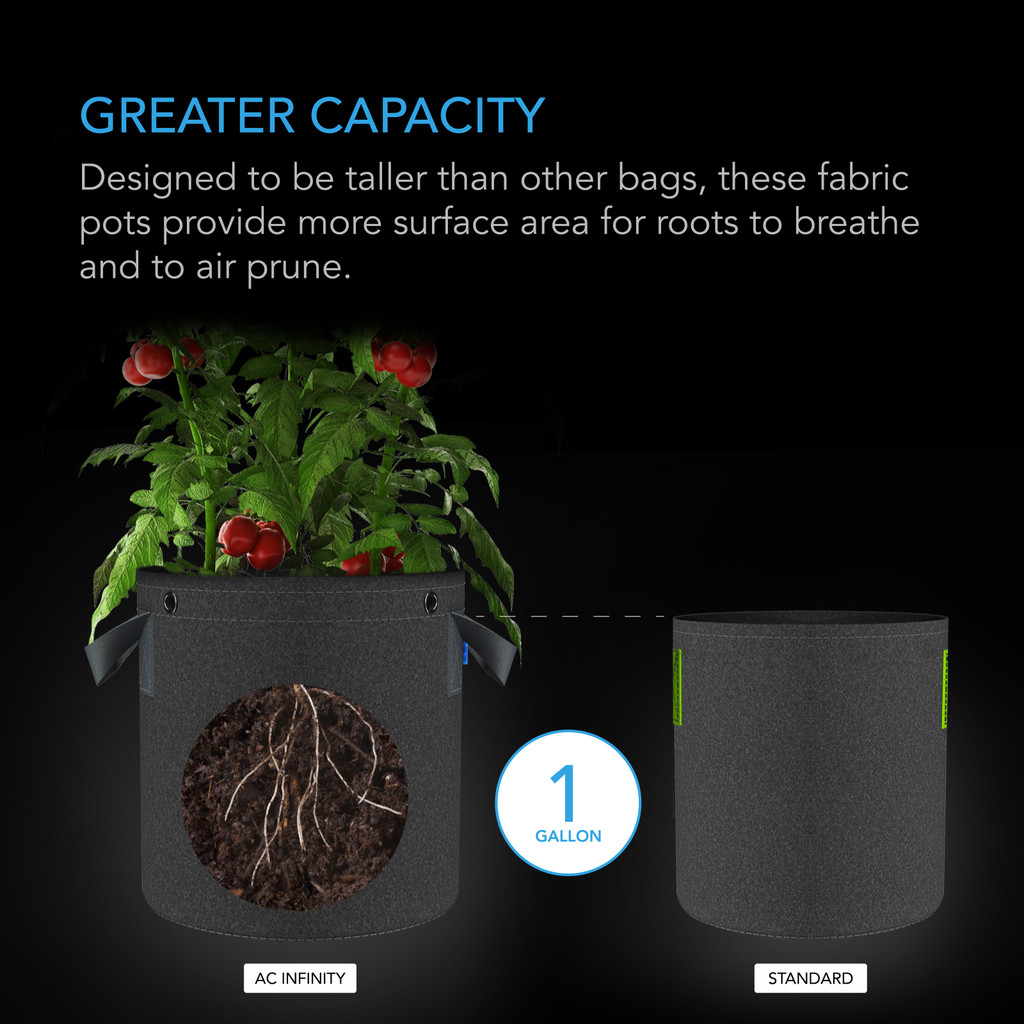 GREATER CAPACITY
Designed to be taller than other bags, these fabric
pots provide more surface area for roots to breathe
and to air prune.
1
GALLON
AC INFINITY
STANDARD